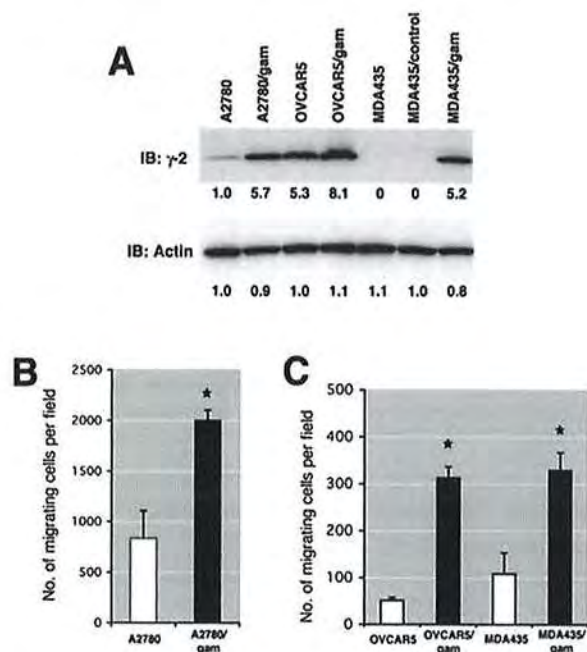 A
A2780
A2780/gam
OVCAR5
OVCAR5/gam
MDA435
MDA435/control
MDA435/gam
IB: γ-2
1.0 5.7 5.3 8.1 0 0 5.2
IB: Actin
1.0 0.9 1.0 1.1 1.1 1.0 0.8
B
No. of migrating cells per field
2500
2000
1500
1000
500
0
*
A2780
A2780/
gam
C
No. of migrating cells per field
500
400
300
200
100
0
*
*
OVCAR5
OVCAR5/
gam
MDA435
MDA435/
gam